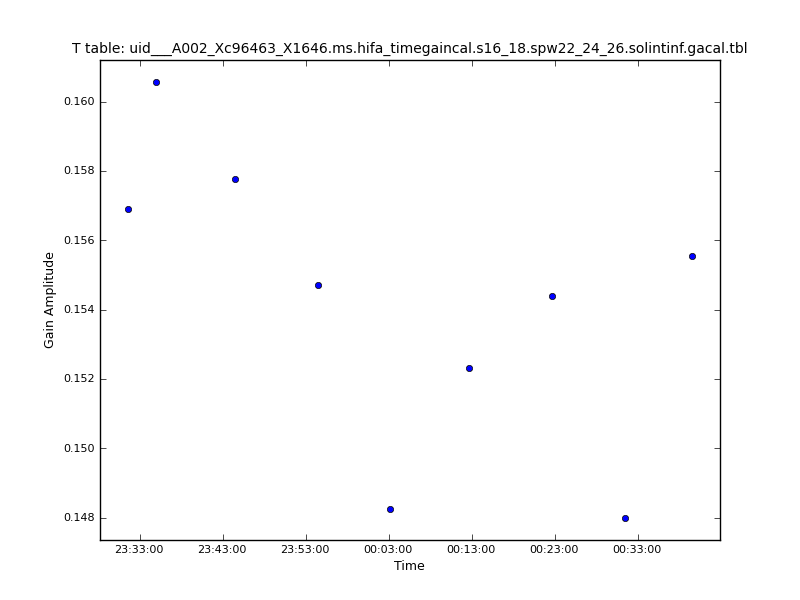 T table: uid___A002_Xc96463_X1646.ms.hifa_timegaincal.s16_18.spw22_24_26.solintinf.gacal.tbl
0.160
0.158
0.156
0.154
0.152
0.150
0.148
Gain Amplitude
23:33:00 23:43:00 23:53:00 00:03:00 00:13:00 00:23:00 00:33:00
Time